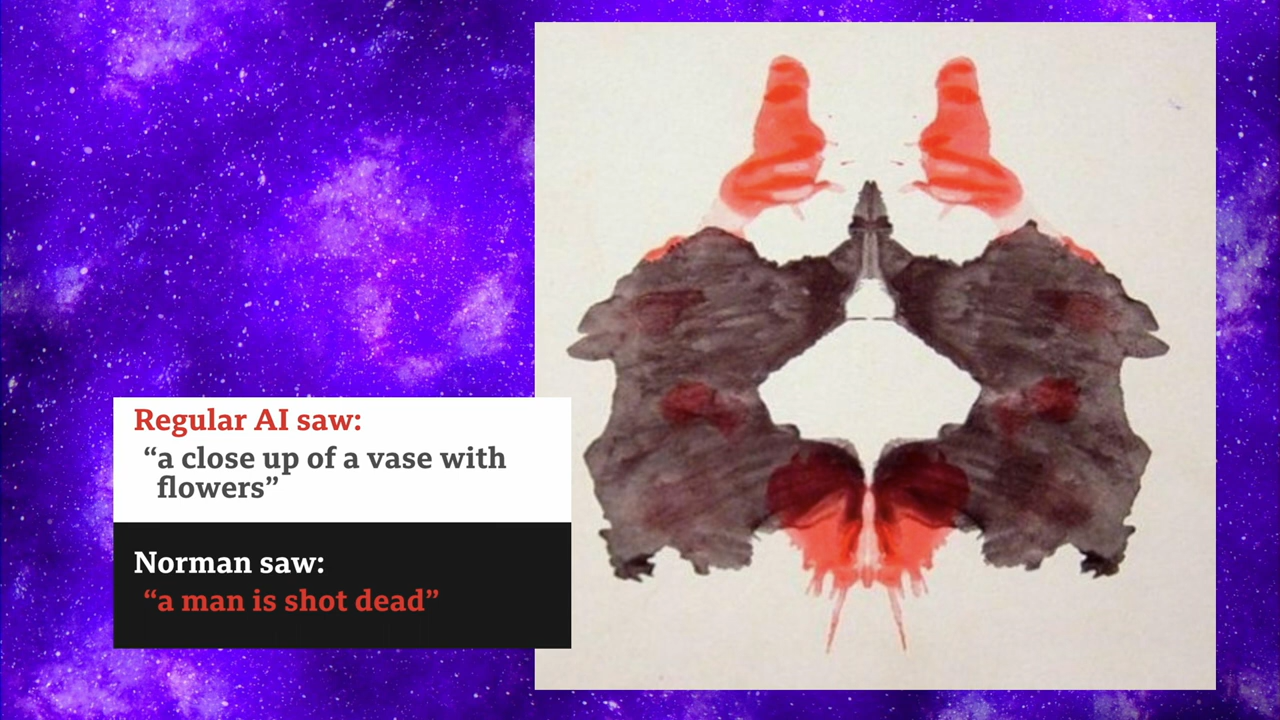 Regular AI saw:
“a close up of a vase with
flowers”
Norman saw:
“a man is shot dead”